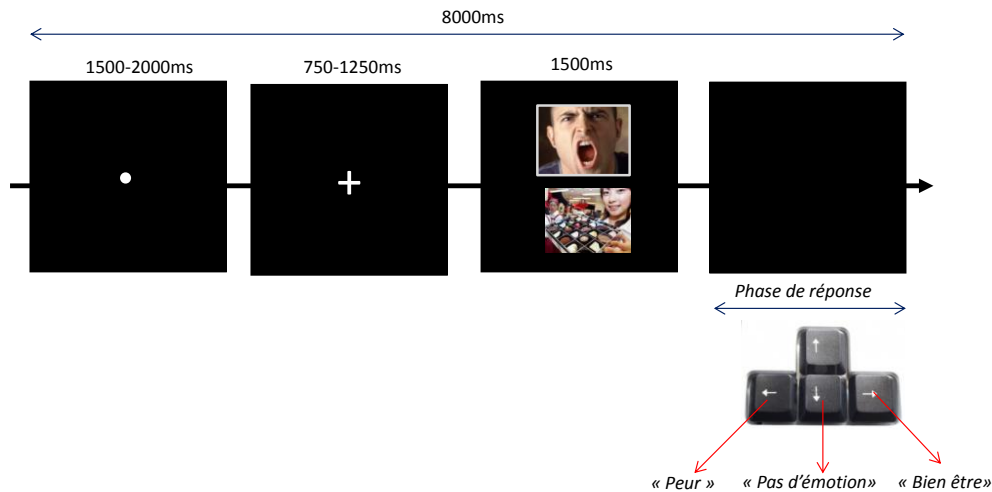 8000ms
1500-2000ms
750-1250ms
1500ms
Phase de réponse
« Peur »
« Pas d’émotion»
« Bien être»